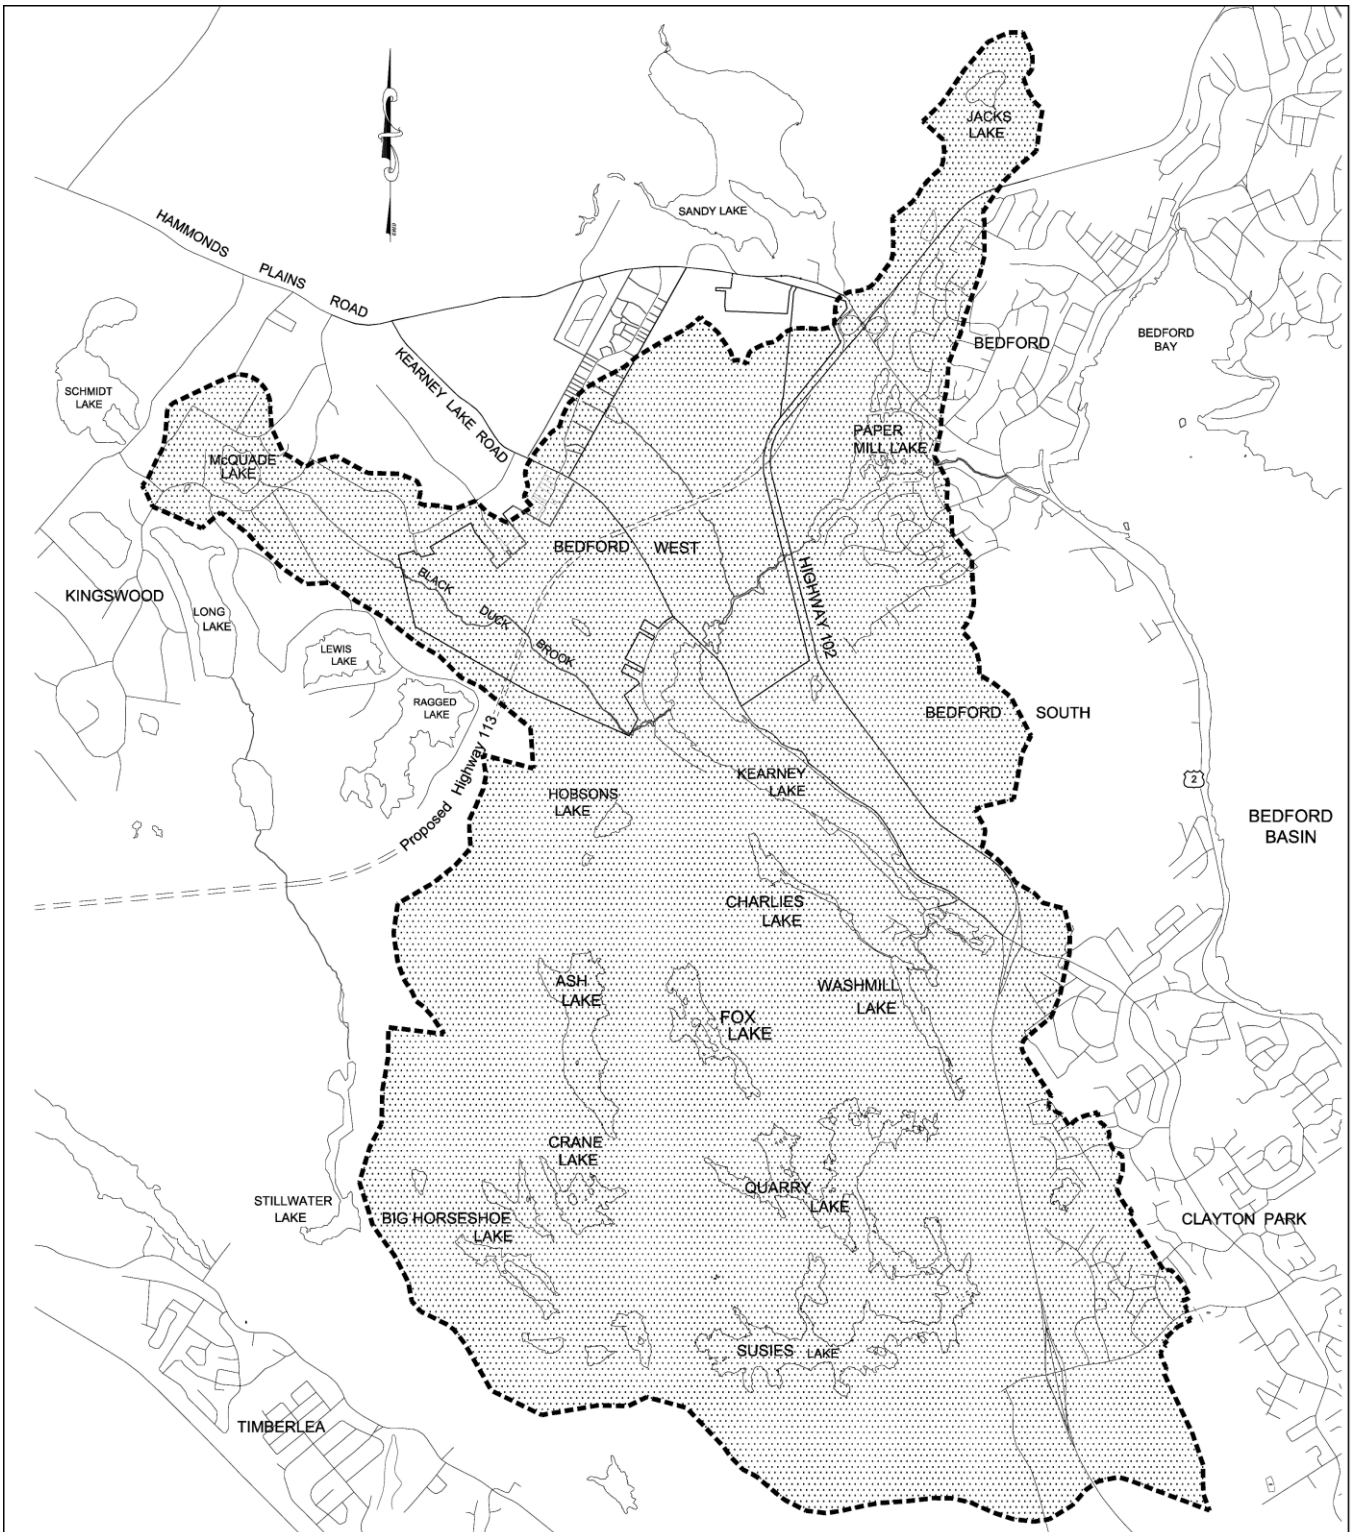 JACKS
LAKE
SANDY LAKE
HAMMONDS PLAINS ROAD
BEDFORD
BEDFORD
BAY
KEARNEY LAKE ROAD
SCHMIDT
LAKE
PAPER
MILL LAKE
McQUADE
LAKE
BEDFORD WEST
HIGHWAY 102
BLACK DUCK BROOK
KINGSWOOD
LONG
LAKE
LEWIS
LAKE
RAGGED
LAKE
BEDFORD SOUTH
Proposed Highway 113
KEARNEY
LAKE
2
HOBSONS
LAKE
BEDFORD
BASIN
CHARLIES
LAKE
ASH
LAKE
WASHMILL
LAKE
FOX
LAKE
CRANE
LAKE
QUARRY
LAKE
STILLWATER
LAKE
BIG HORSESHOE
LAKE
CLAYTON PARK
SUSIES LAKE
TIMBERLEA